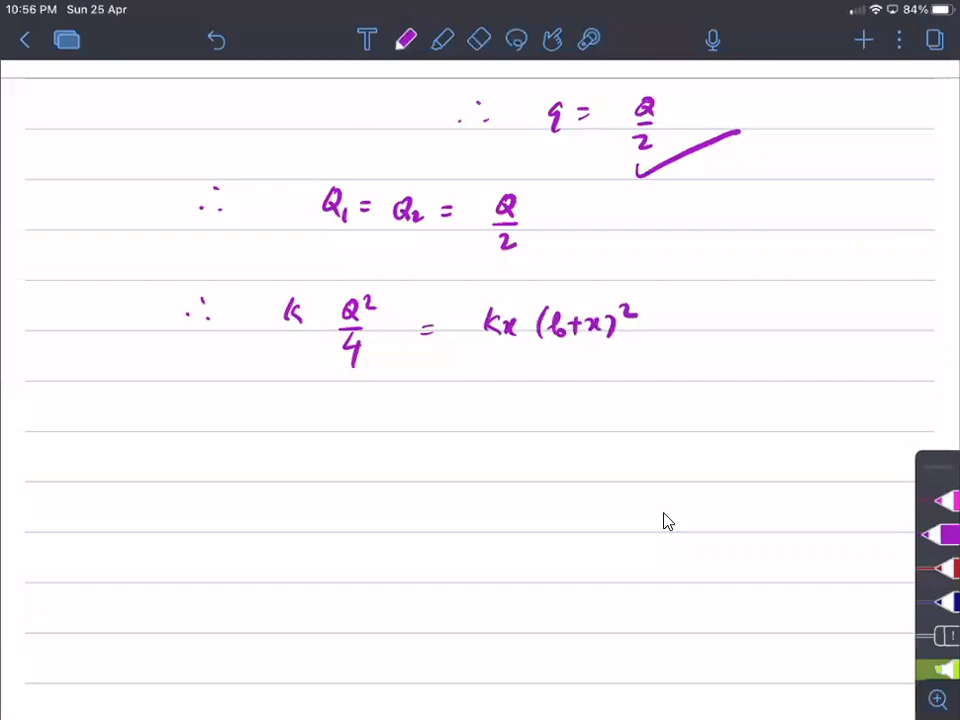 10:56 PM Sun 25 Apr 84%
∴ q = Q/2
∴ Q₁ = Q₂ = Q/2
∴ k Q²/4 = kx (b+x)²